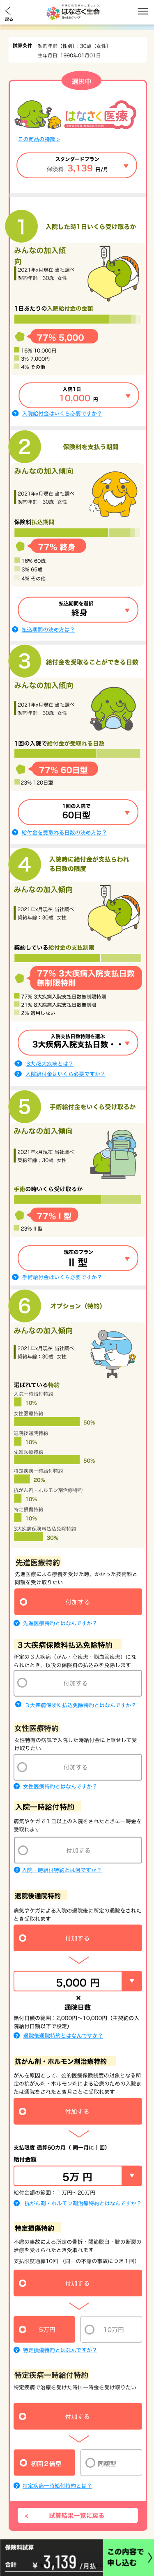 戻る
はなさく生命
試算条件 契約年齢（性別）: 30歳（女性）
生年月日: 1990年01月01日
選択中
はなさく医療
この商品の特徴 >
スタンダードプラン
保険料 3,139 円/月
1 入院した時1日いくら受け取るか
みんなの加入傾向
2021年x月現在 当社調べ
契約年齢：30歳 女性
1日あたりの入院給付金の金額
77% 5,000
16% 10,000円
3% 7,000円
4% その他
入院1日
10,000 円
入院給付金はいくら必要ですか？
2 保険料を支払う期間
みんなの加入傾向
2021年x月現在 当社調べ
契約年齢：30歳 女性
保険料払込期間
77% 終身
16% 60歳
3% 65歳
4% その他
払込期間を選択
終身
払込期間の決め方は？
3 給付金を受取ることができる日数
みんなの加入傾向
2021年x月現在 当社調べ
契約年齢：30歳 女性
1回の入院で給付金が受取れる日数
77% 60日型
23% 120日型
1回の入院で
60日型
給付金を受取れる日数の決め方は？
4 入院時に給付金が支払らわれる日数の限度
みんなの加入傾向
2021年x月現在 当社調べ
契約年齢：30歳 女性
契約している給付金の支払制限
77% 3大疾病入院支払日数無制限特則
77% 3大疾病入院支払日数無制限特則
21% 8大疾病入院支払日数無制限
2% 適用しない
入院支払日数特則を選ぶ
3大疾病入院支払日数・・
3大/8大疾病とは？
入院給付金はいくら必要ですか？
5 手術給付金をいくら受け取るか
みんなの加入傾向
2021年x月現在 当社調べ
契約年齢：30歳 女性
手術の時いくら受け取るか
77% I 型
23% II 型
現在のプラン
II 型
手術給付金はいくら必要ですか？
6 オプション（特約）
みんなの加入傾向
2021年x月現在 当社調べ
契約年齢：30歳 女性
選ばれている特約
入院一時給付特約
10%
女性医療特約
50%
退院後通院特約
10%
先進医療特約
50%
特定疾病一時給付特約
20%
抗がん剤・ホルモン剤治療特約
10%
特定損傷特約
10%
3大疾病保険料払込免除特約
30%
先進医療特約
先進医療による療養を受けた時、かかった技術料と同額を受け取りたい
付加する
先進医療特約とはなんですか？
３大疾病保険料払込免除特約
所定の３大疾病（がん・心疾患・脳血管疾患）になられたとき、以後の保険料の払込みを免除します
付加する
３大疾病保険料払込免除特約とはなんですか？
女性医療特約
女性特有の病気で入院した時給付金に上乗せして受け取りたい
付加する
女性医療特約とはなんですか？
入院一時給付特約
病気やケガで１日以上の入院をされたときに一時金を受取れます
付加する
入院一時給付特約とは何ですか？
退院後通院特約
病気やケガによる入院の退院後に所定の通院をされたとき受取れます
付加する
5,000 円
×
通院日数
給付日額の範囲：2,000円〜10,000円（主契約の入院給付日額以下で設定）
退院後通院特約とはなんですか？
抗がん剤・ホルモン剤治療特約
がんを原因として、公的医療保険制度の対象となる所定の抗がん剤・ホルモン剤による治療のための入院または通院をされたとき月ごとに受取れます
付加する
支払限度 通算60カ月（ 同一月に１回）
給付金額
5万 円
給付金額の範囲：１万円〜20万円
抗がん剤・ホルモン剤治療特約とはなんですか？
特定損傷特約
不慮の事故による所定の骨折・関節脱臼・腱の断裂の治療を受けられたとき受取れます
支払限度通算10回 （同一の不慮の事故につき１回）
付加する
5万円 10万円
特定損傷特約とはなんですか？
特定疾病一時給付特約
特定疾病で治療を受けた時に一時金を受け取りたい
付加する
初回２倍型 同額型
特定疾病一時給付特約とは？
< 試算結果一覧に戻る
保険料試算
合計 ¥ 3,139 /月払
この内容で申し込む